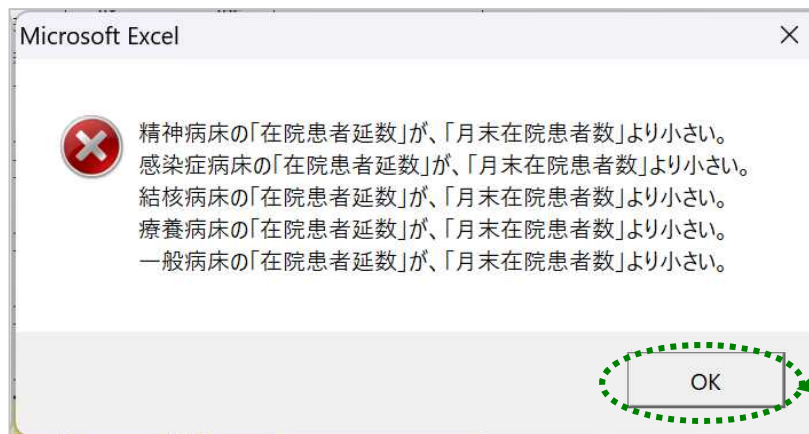 Microsoft Excel
精神病床の「在院患者延数」が、「月末在院患者数」より小さい。
感染症病床の「在院患者延数」が、「月末在院患者数」より小さい。
結核病床の「在院患者延数」が、「月末在院患者数」より小さい。
療養病床の「在院患者延数」が、「月末在院患者数」より小さい。
一般病床の「在院患者延数」が、「月末在院患者数」より小さい。
OK